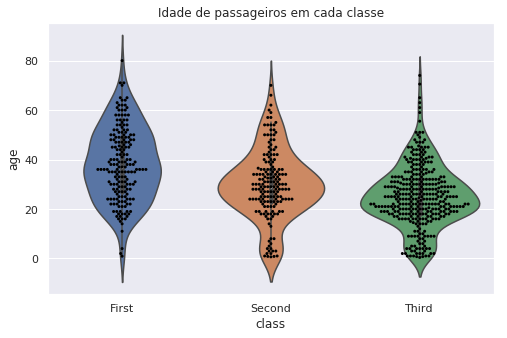 Idade de passageiros em cada classe
age
80
60
40
20
0
First Second Third
class